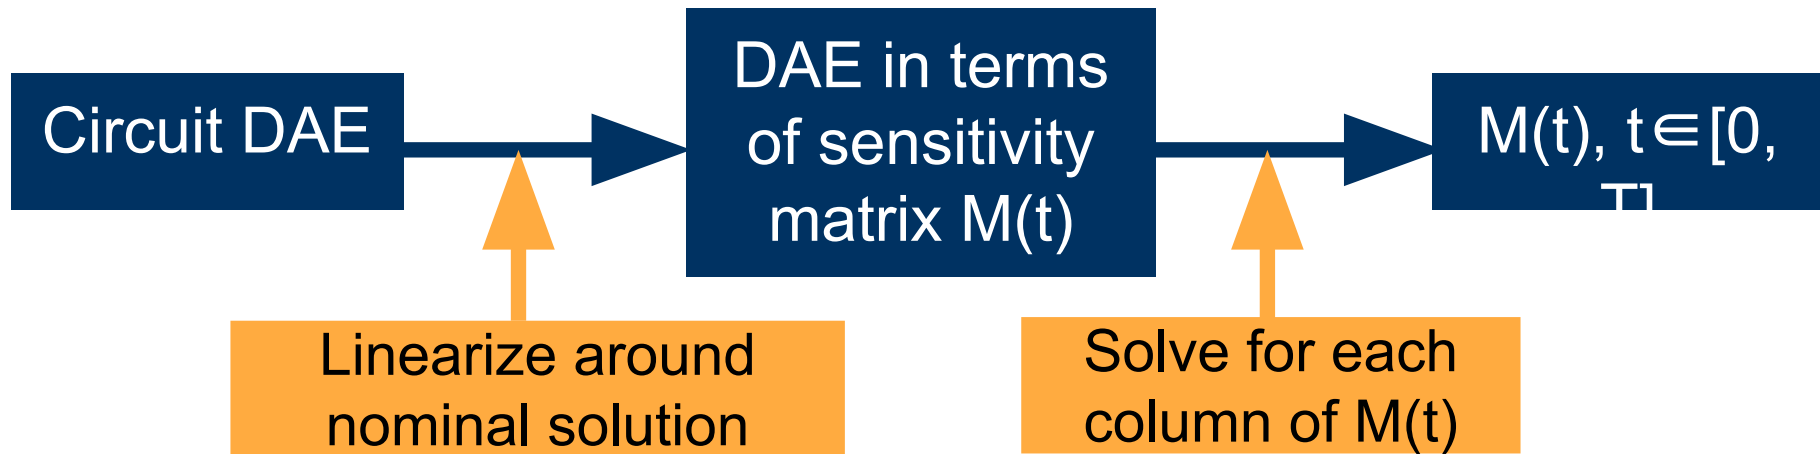 Circuit DAE
DAE in terms
of sensitivity
matrix M(t)
M(t), t∈[0,
T]
Linearize around
nominal solution
Solve for each
column of M(t)